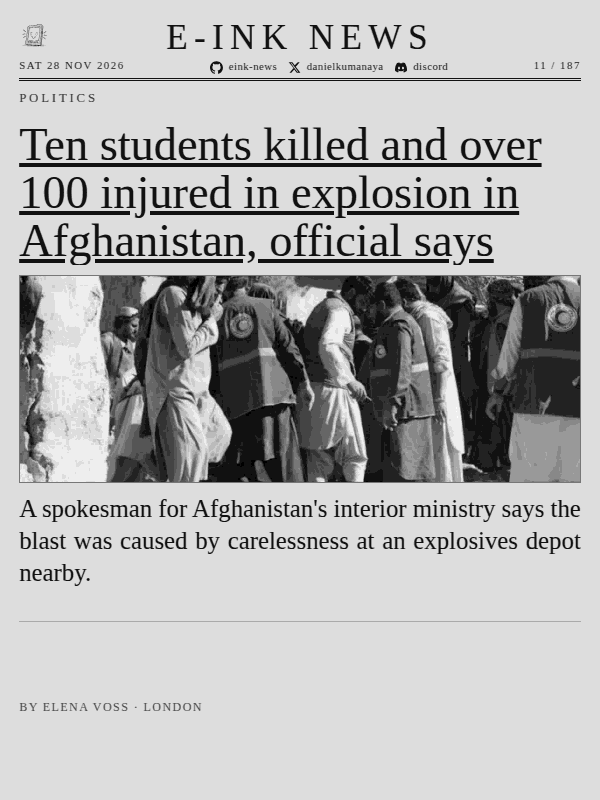 E-INK NEWS
SAT 28 NOV 2026
eink-news danielkumanaya discord
11 / 187
POLITICS
Ten students killed and over
100 injured in explosion in
Afghanistan, official says
A spokesman for Afghanistan's interior ministry says the
blast was caused by carelessness at an explosives depot
nearby.
BY ELENA VOSS · LONDON